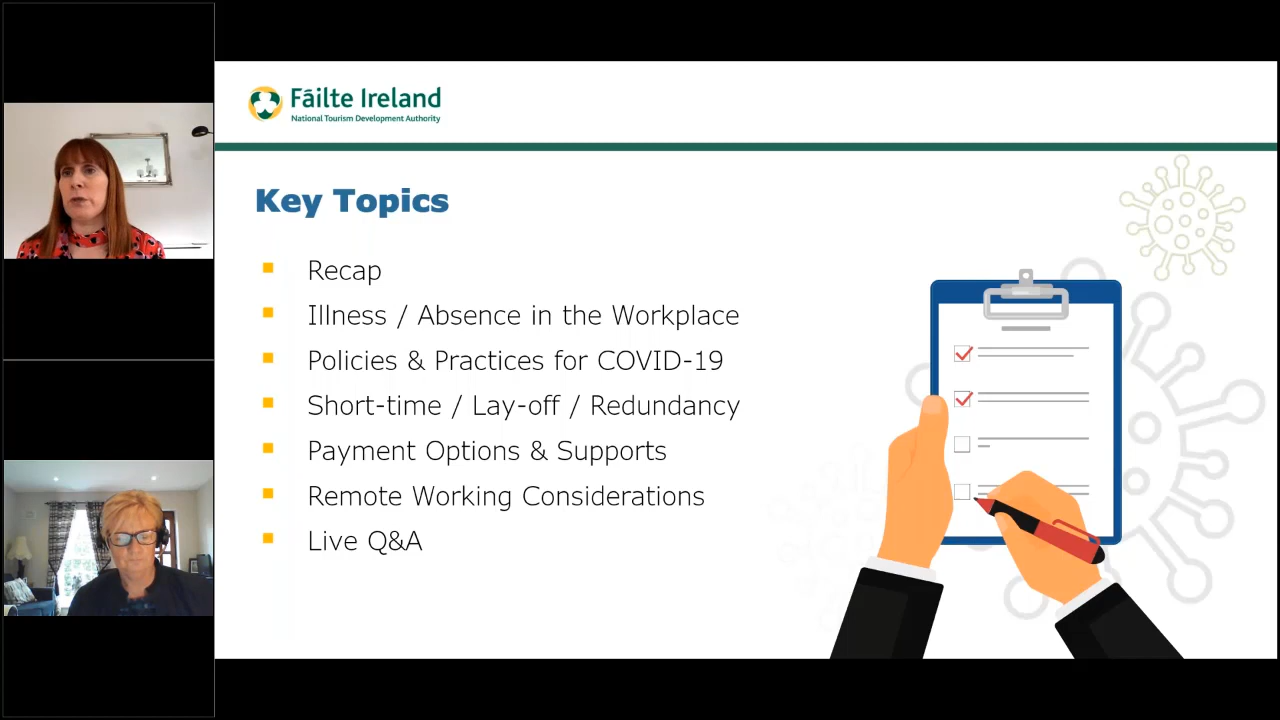 Fáilte Ireland
National Tourism Development Authority
Key Topics
Recap
Illness / Absence in the Workplace
Policies & Practices for COVID-19
Short-time / Lay-off / Redundancy
Payment Options & Supports
Remote Working Considerations
Live Q&A